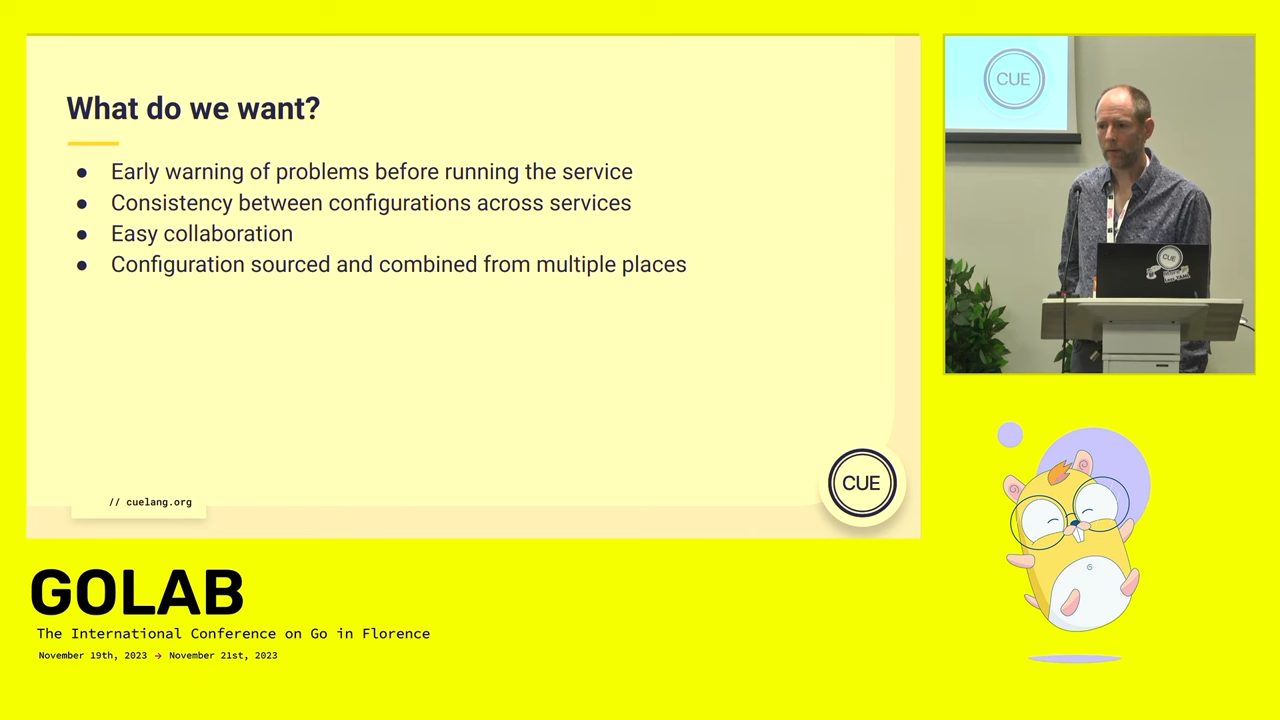 What do we want?
● Early warning of problems before running the service
● Consistency between configurations across services
● Easy collaboration
● Configuration sourced and combined from multiple places
// cuelang.org
CUE
CUE
CUE
GOLAB
The International Conference on Go in Florence
November 19th, 2023 → November 21st, 2023